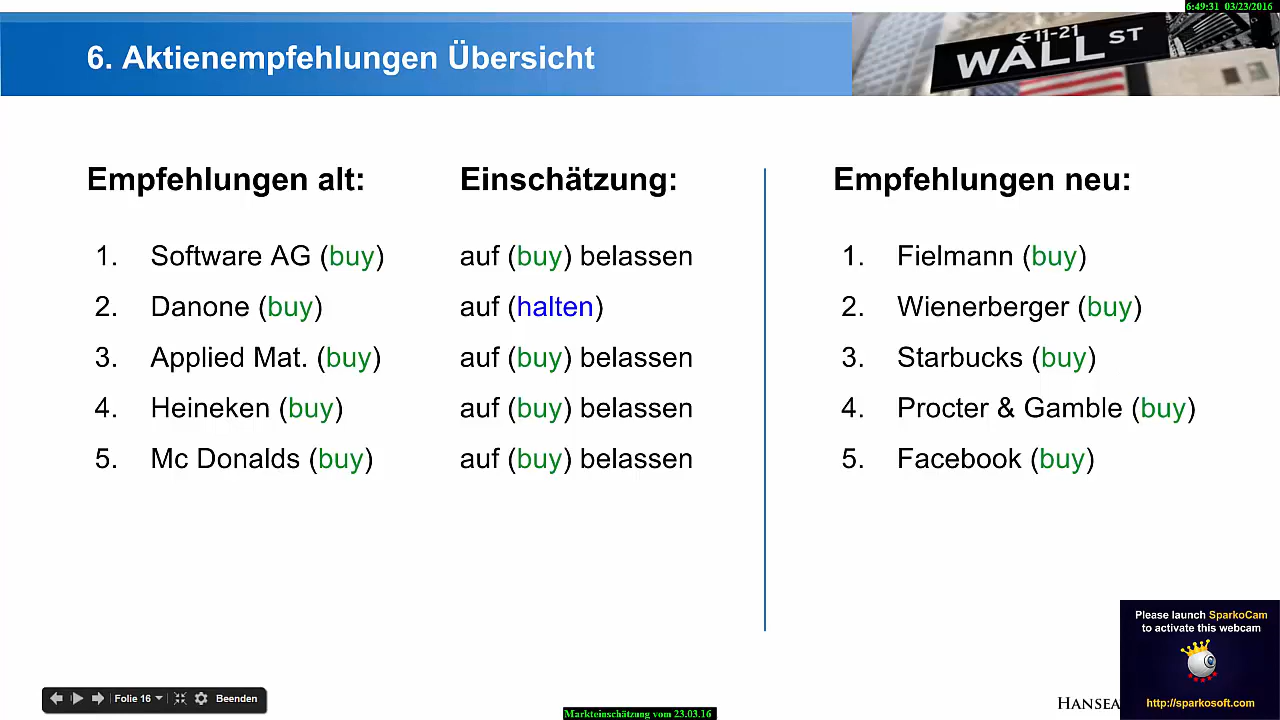 6:49:31 03/23/2016
6. Aktienempfehlungen Übersicht
←11-21
WALL ST
Empfehlungen alt: Einschätzung: Empfehlungen neu:
1. Software AG (buy) auf (buy) belassen 1. Fielmann (buy)
2. Danone (buy) auf (halten) 2. Wienerberger (buy)
3. Applied Mat. (buy) auf (buy) belassen 3. Starbucks (buy)
4. Heineken (buy) auf (buy) belassen 4. Procter & Gamble (buy)
5. Mc Donalds (buy) auf (buy) belassen 5. Facebook (buy)
Please launch SparkoCam
to activate this webcam
http://sparkosoft.com
Folie 16 Beenden
Markteinschätzung vom 23.03.16